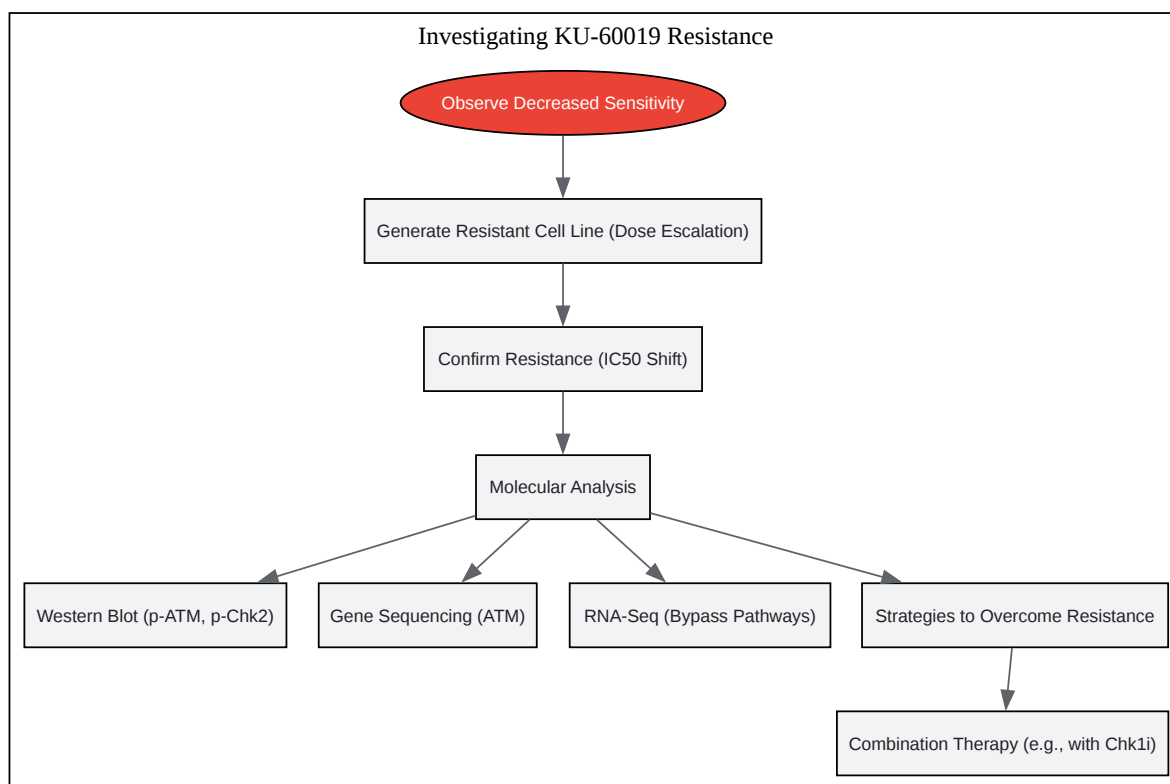 Investigating KU-60019 Resistance
Observe Decreased Sensitivity
Generate Resistant Cell Line (Dose Escalation)
Confirm Resistance (IC50 Shift)
Molecular Analysis
Western Blot (p-ATM, p-Chk2)
Gene Sequencing (ATM)
RNA-Seq (Bypass Pathways)
Strategies to Overcome Resistance
Combination Therapy (e.g., with Chk1i)